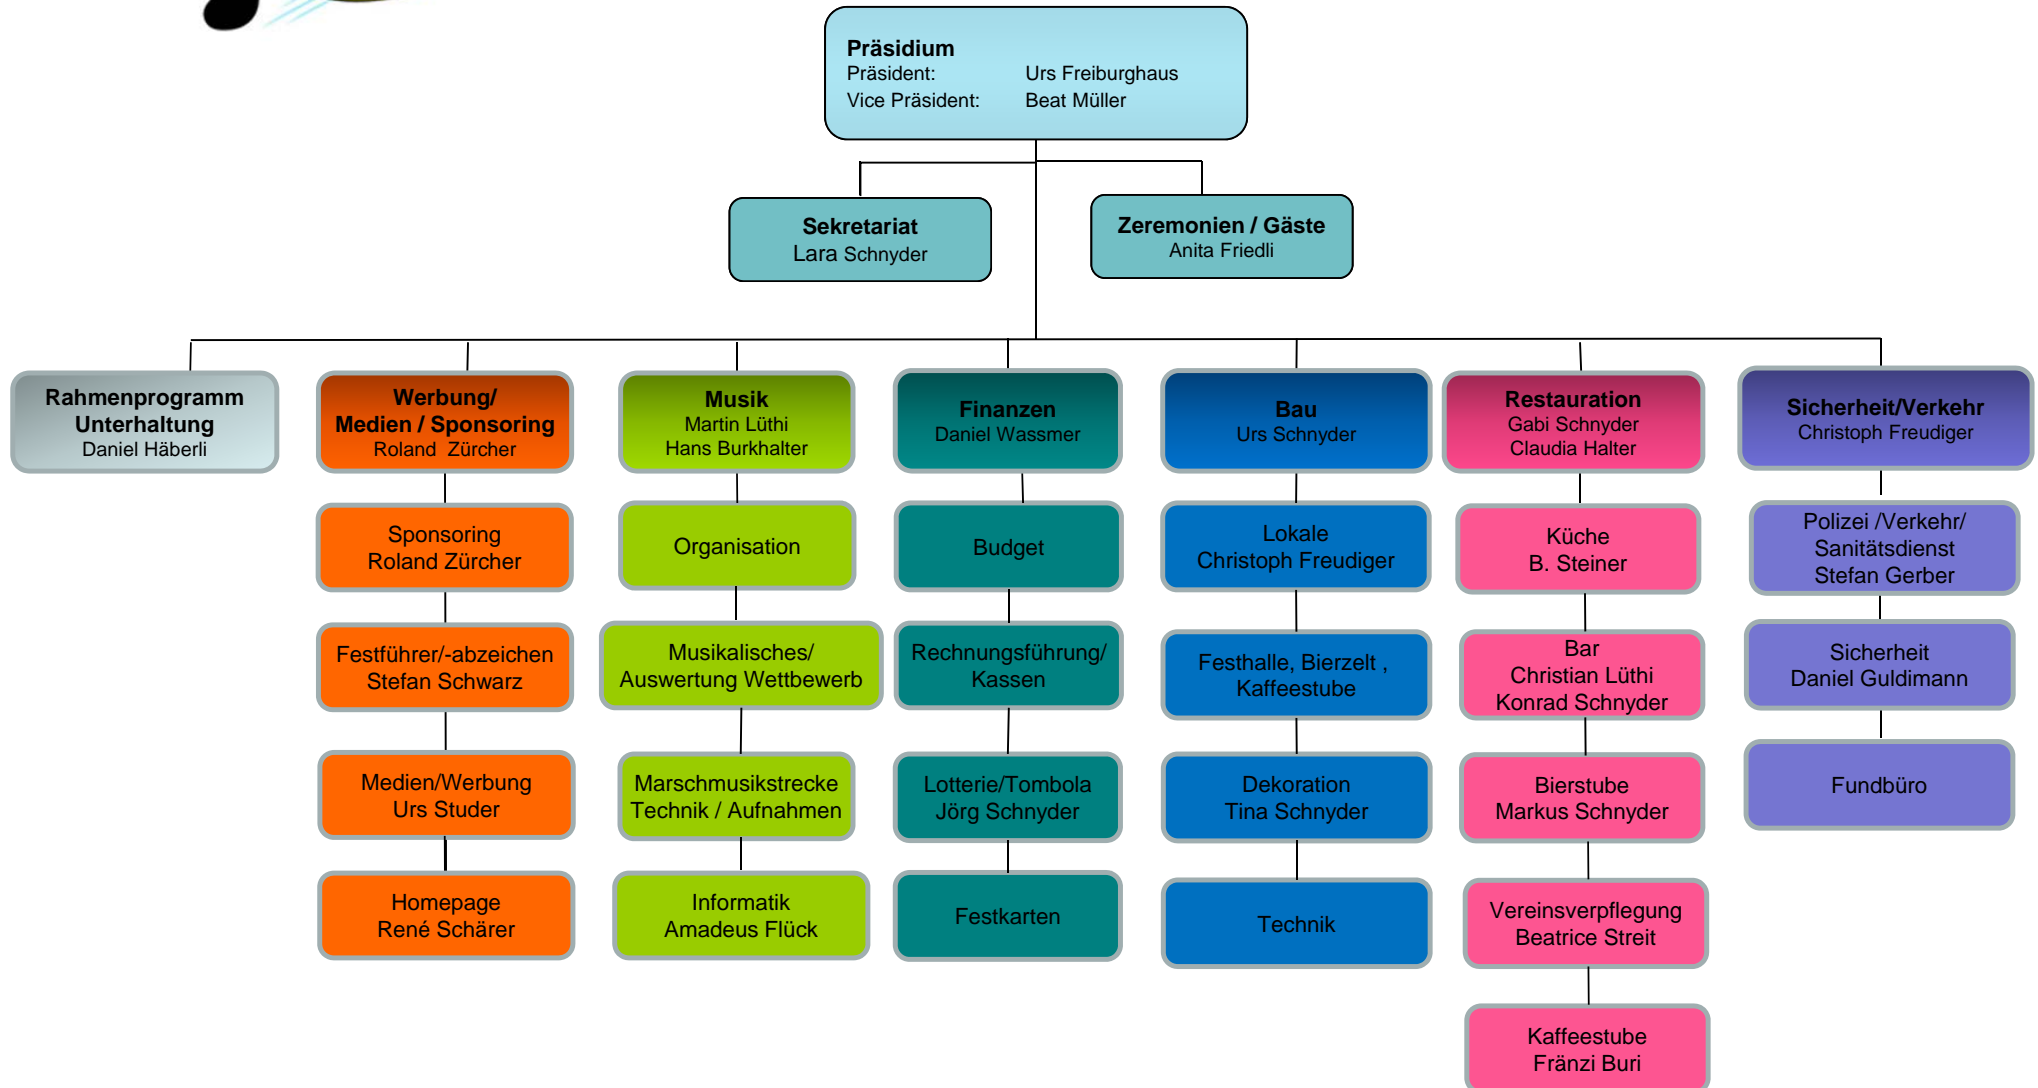 Präsidium
Präsident: Urs Freiburghaus
Vice Präsident: Beat Müller
Sekretariat
Lara Schnyder
Zeremonien / Gäste
Anita Friedli
Rahmenprogramm
Unterhaltung
Daniel Häberli
Werbung/
Medien / Sponsoring
Roland Zürcher
Sponsoring
Roland Zürcher
Festführer/-abzeichen
Stefan Schwarz
Medien/Werbung
Urs Studer
Homepage
René Schärer
Musik
Martin Lüthi
Hans Burkhalter
Organisation
Musikalisches/
Auswertung Wettbewerb
Marschmusikstrecke
Technik / Aufnahmen
Informatik
Amadeus Flück
Finanzen
Daniel Wassmer
Budget
Rechnungsführung/
Kassen
Lotterie/Tombola
Jörg Schnyder
Festkarten
Bau
Urs Schnyder
Lokale
Christoph Freudiger
Festhalle, Bierzelt ,
Kaffeestube
Dekoration
Tina Schnyder
Technik
Restauration
Gabi Schnyder
Claudia Halter
Küche
B. Steiner
Bar
Christian Lüthi
Konrad Schnyder
Bierstube
Markus Schnyder
Vereinsverpflegung
Beatrice Streit
Kaffeestube
Fränzi Buri
Sicherheit/Verkehr
Christoph Freudiger
Polizei /Verkehr/
Sanitätsdienst
Stefan Gerber
Sicherheit
Daniel Guldimann
Fundbüro